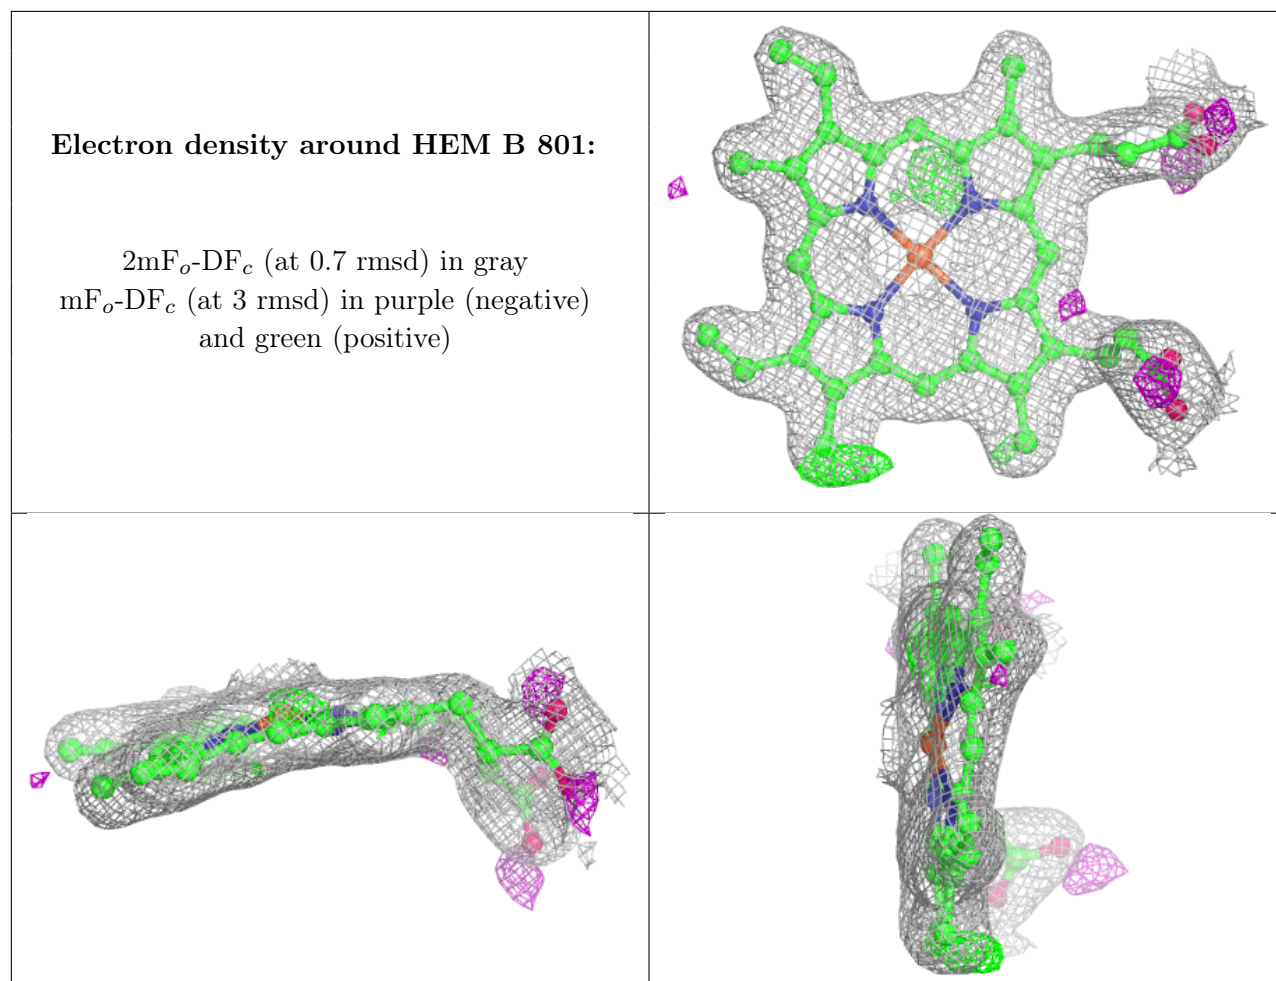 Electron density around HEM B 801:
2mFo-DFc (at 0.7 rmsd) in gray
mFo-DFc (at 3 rmsd) in purple (negative)
and green (positive)